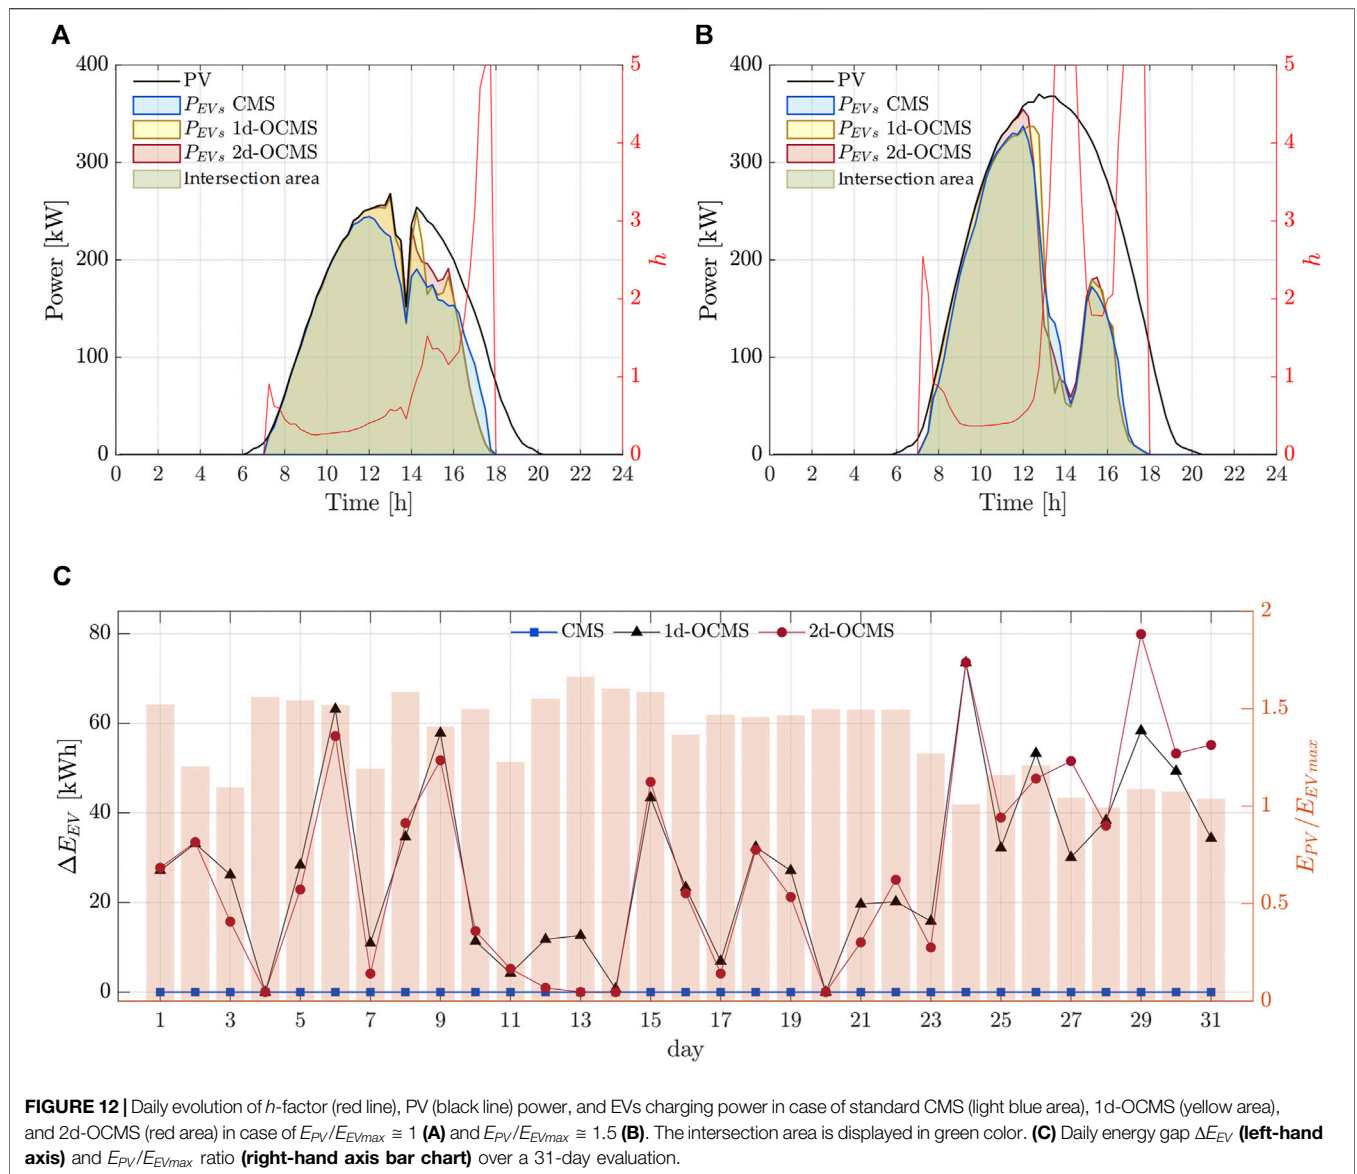 A
B
400
300
200
100
0
Power [kW]
PV
P_EVs CMS
P_EVs 1d-OCMS
P_EVs 2d-OCMS
Intersection area
5
4
3
2
1
0
h
0 2 4 6 8 10 12 14 16 18 20 22 24
Time [h]
400
300
200
100
0
Power [kW]
PV
P_EVs CMS
P_EVs 1d-OCMS
P_EVs 2d-OCMS
Intersection area
5
4
3
2
1
0
h
0 2 4 6 8 10 12 14 16 18 20 22 24
Time [h]
C
80
60
40
20
0
ΔE_EV [kWh]
CMS 1d-OCMS 2d-OCMS
2
1.5
1
0.5
0
E_PV/E_EVmax
1 3 5 7 9 11 13 15 17 19 21 23 25 27 29 31
day
FIGURE 12 | Daily evolution of h-factor (red line), PV (black line) power, and EVs charging power in case of standard CMS (light blue area), 1d-OCMS (yellow area),
and 2d-OCMS (red area) in case of E_PV/E_EVmax ≅ 1 (A) and E_PV/E_EVmax ≅ 1.5 (B). The intersection area is displayed in green color. (C) Daily energy gap ΔE_EV (left-hand
axis) and E_PV/E_EVmax ratio (right-hand axis bar chart) over a 31-day evaluation.